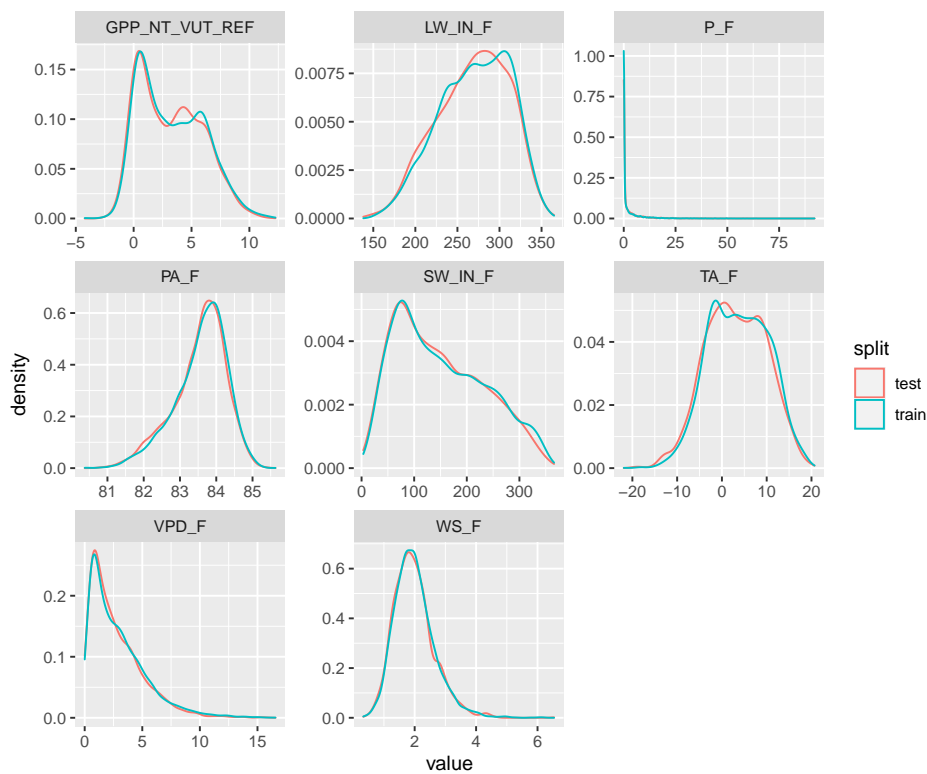 GPP_NT_VUT_REF LW_IN_F P_F
0.15 0.10 0.05 0.00
−5 0 5 10
0.0075 0.0050 0.0025 0.0000
150 200 250 300 350
1.00 0.75 0.50 0.25 0.00
0 25 50 75
PA_F SW_IN_F TA_F
density
0.6 0.4 0.2 0.0
81 82 83 84 85
0.004 0.002 0.000
0 100 200 300
0.04 0.02 0.00
−20 −10 0 10 20
split
test
train
VPD_F WS_F
0.2 0.1 0.0
0 5 10 15
0.6 0.4 0.2 0.0
2 4 6
value